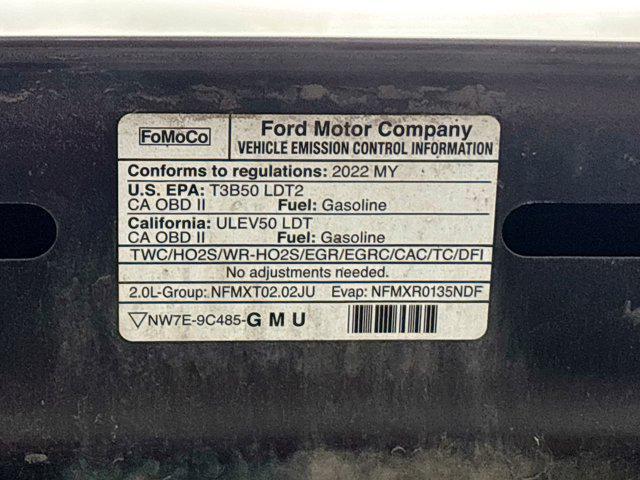 FoMoCo
Ford Motor Company
VEHICLE EMISSION CONTROL INFORMATION
Conforms to regulations: 2022 MY
U.S. EPA: T3B50 LDT2
CA OBD II Fuel: Gasoline
California: ULEV50 LDT
CA OBD II Fuel: Gasoline
TWC/HO2S/WR-HO2S/EGR/EGRC/CAC/TC/DFI
No adjustments needed.
2.0L-Group: NFMXT02.02JU Evap: NFMXR0135NDF
▽NW7E-9C485-G M U